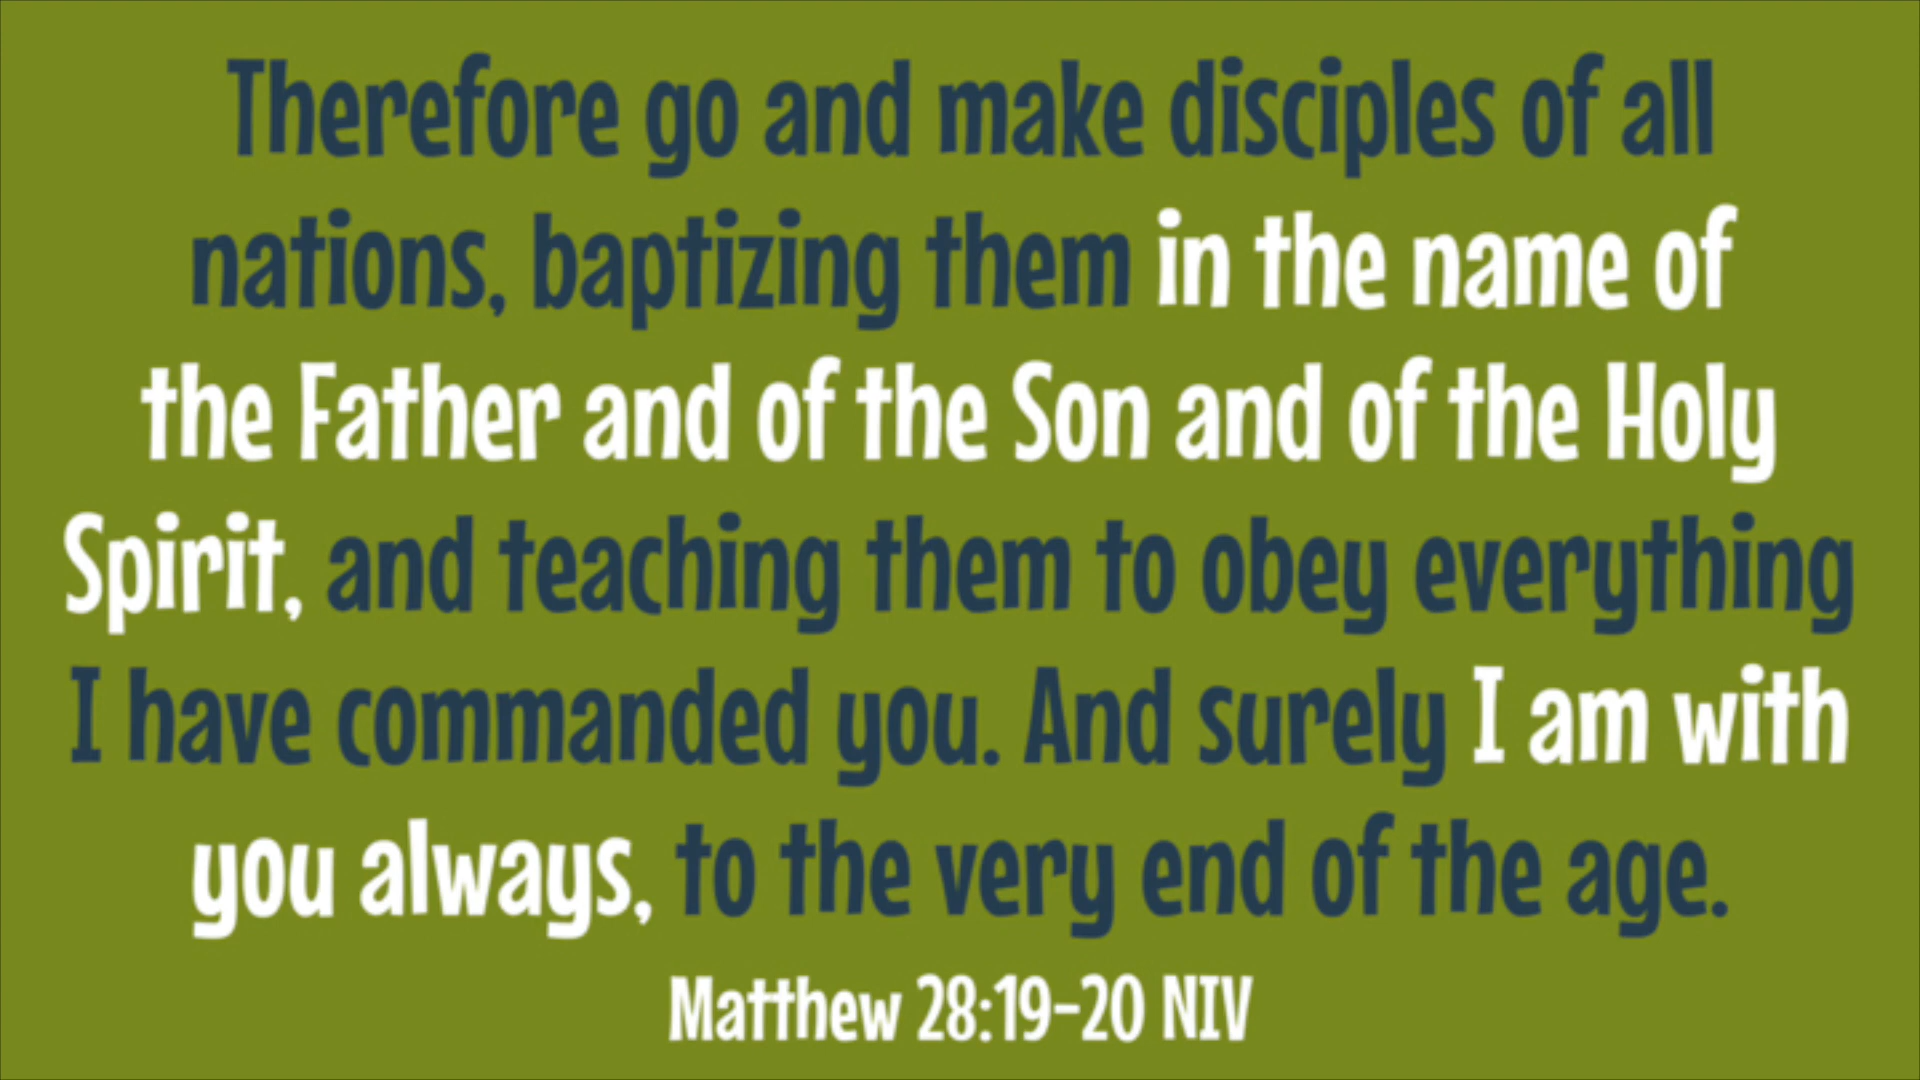 Therefore go and make disciples of all
nations, baptizing them in the name of
the Father and of the Son and of the Holy
Spirit, and teaching them to obey everything
I have commanded you. And surely I am with
you always, to the very end of the age.
Matthew 28:19-20 NIV